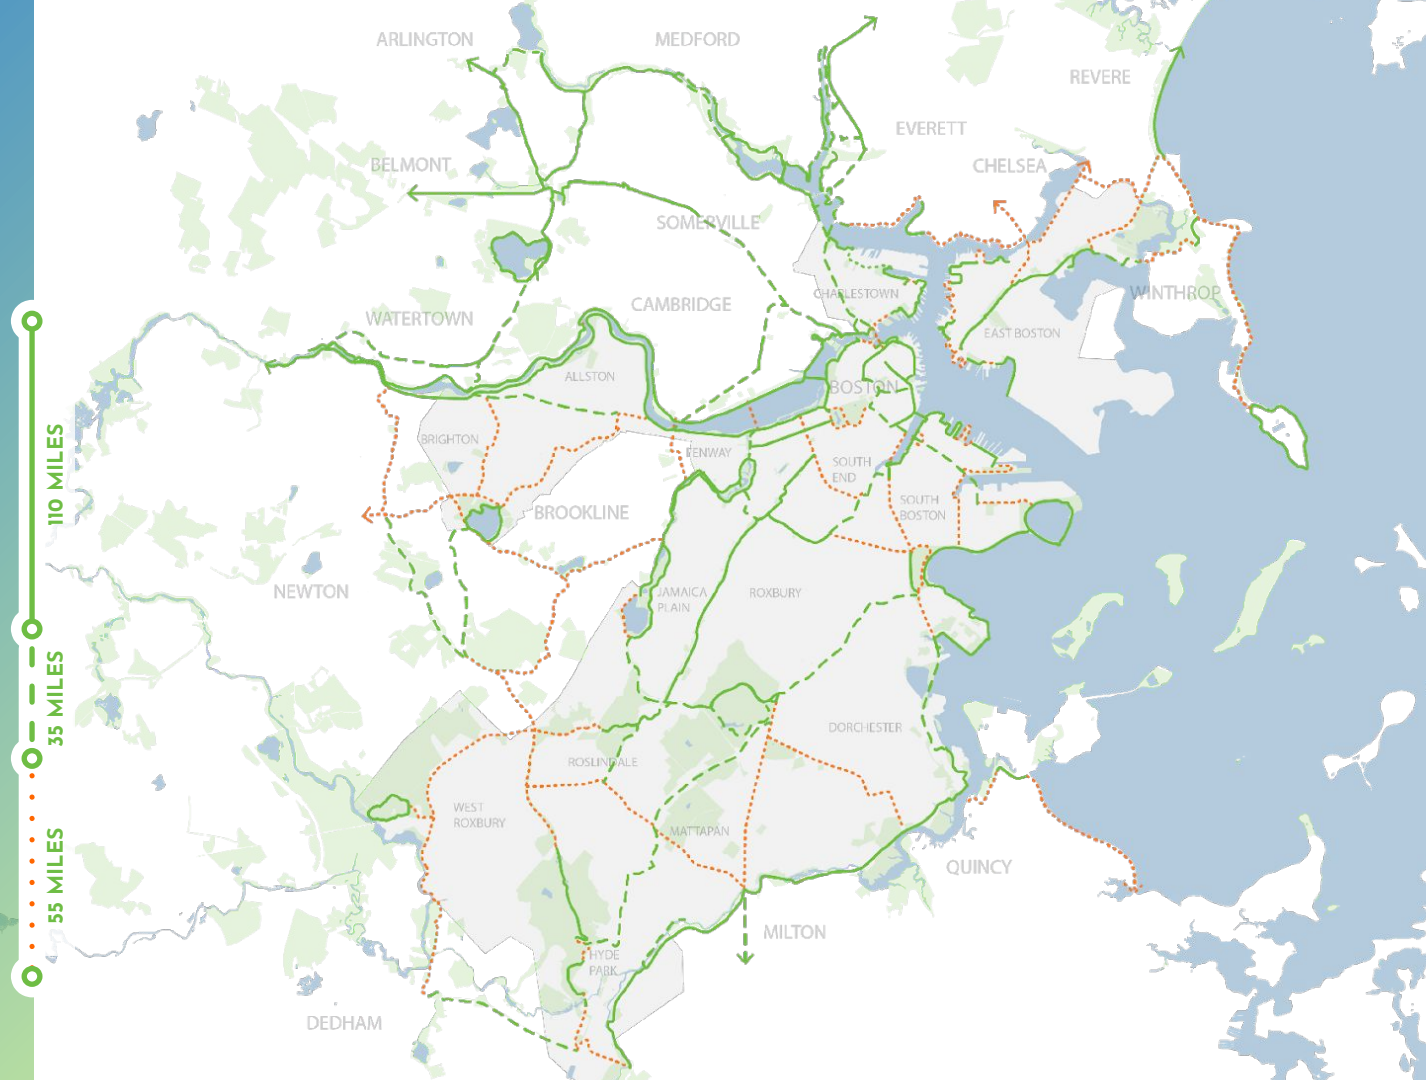 ARLINGTON
MEDFORD
REVERE
EVERETT
BELMONT
CHELSEA
SOMERVILLE
CHARLESTOWN
WINTHROP
CAMBRIDGE
WATERTOWN
EAST BOSTON
ALLSTON
BOSTON
BRIGHTON
FENWAY
SOUTH
END
SOUTH
BOSTON
BROOKLINE
110 MILES
NEWTON
JAMAICA
PLAIN
ROXBURY
35 MILES
DORCHESTER
ROSLINDALE
WEST
ROXBURY
MATTAPAN
55 MILES
QUINCY
MILTON
HYDE
PARK
DEDHAM